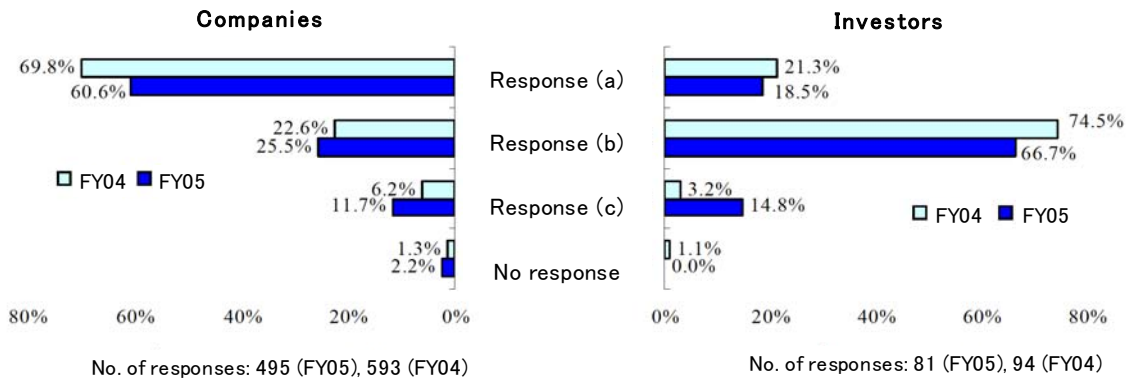 Companies
69.8%
60.6%
22.6%
25.5%
FY04 FY05
6.2%
11.7%
1.3%
2.2%
80% 60% 40% 20% 0%
No. of responses: 495 (FY05), 593 (FY04)
Response (a)
Response (b)
Response (c)
No response
Investors
21.3%
18.5%
74.5%
66.7%
3.2%
14.8%
FY04 FY05
1.1%
0.0%
0% 20% 40% 60% 80%
No. of responses: 81 (FY05), 94 (FY04)